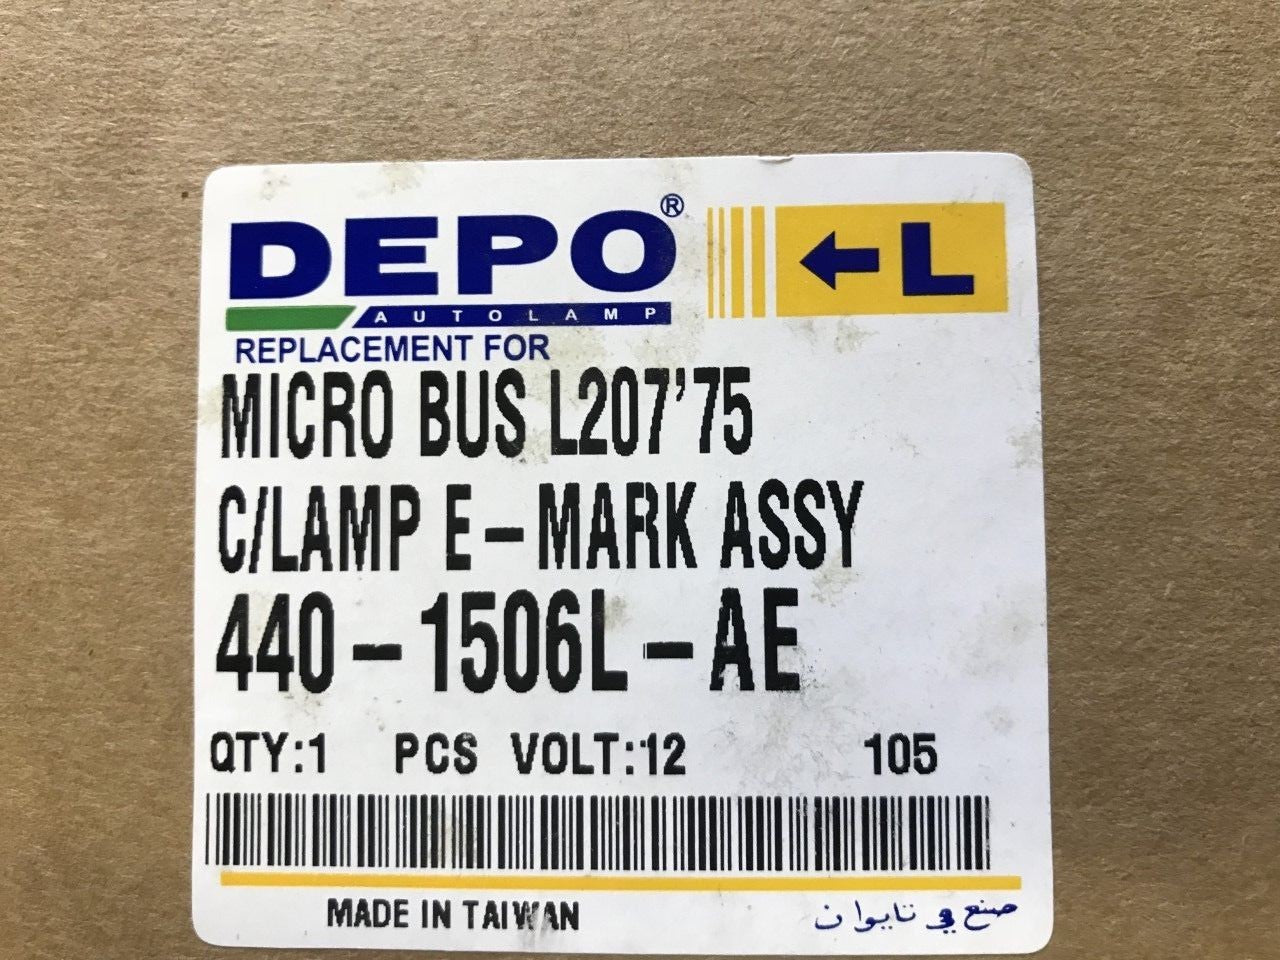 DEPO®
AUTOLAMP
←L
REPLACEMENT FOR
MICRO BUS L207'75
C/LAMP E-MARK ASSY
440-1506L-AE
QTY:1 PCS VOLT:12 105
MADE IN TAIWAN صنع في تايوان